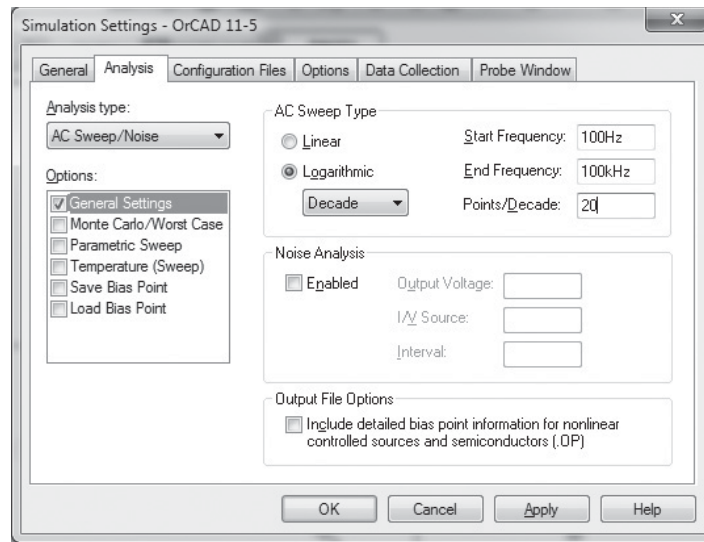 Simulation Settings - OrCAD 11-5
x
General Analysis Configuration Files Options Data Collection Probe Window
Analysis type:
AC Sweep/Noise
Options:
General Settings
Monte Carlo/Worst Case
Parametric Sweep
Temperature (Sweep)
Save Bias Point
Load Bias Point
AC Sweep Type
Linear
Logarithmic
Decade
Start Frequency: 100Hz
End Frequency: 100kHz
Points/Decade: 20
Noise Analysis
Enabled
Output Voltage:
I/V Source:
Interval:
Output File Options
Include detailed bias point information for nonlinear
controlled sources and semiconductors (.OP)
OK Cancel Apply Help